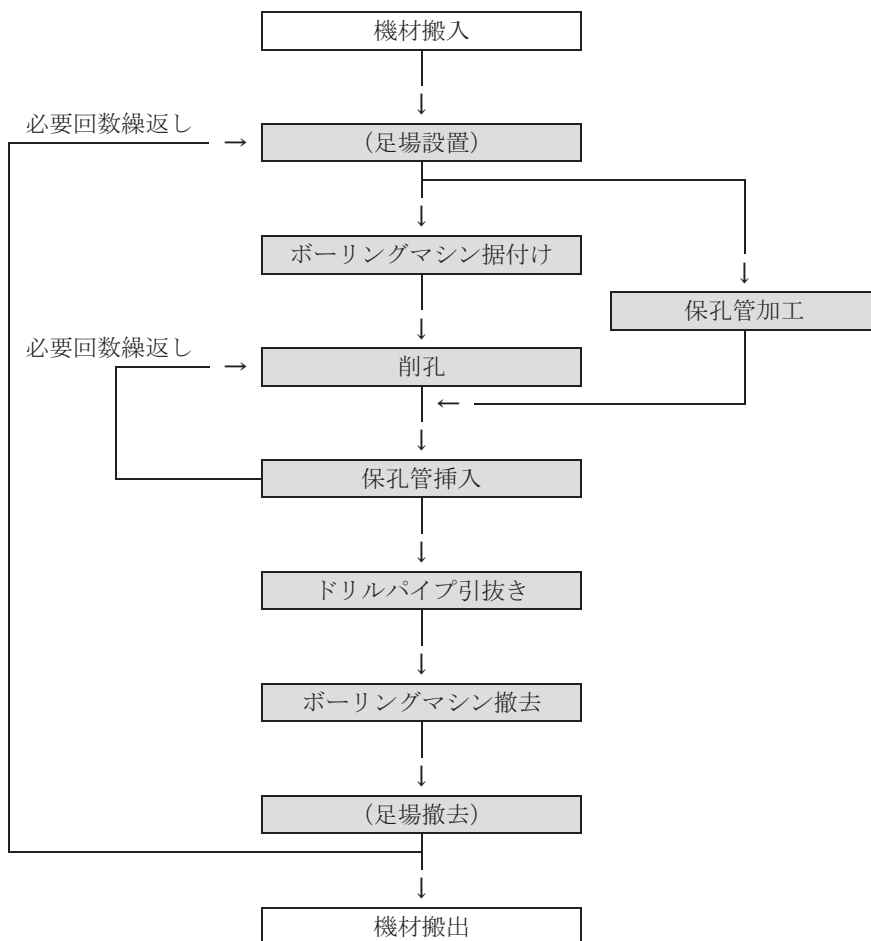 機材搬入
必要回数繰返し
(足場設置)
ボーリングマシン据付け
保孔管加工
必要回数繰返し
削孔
保孔管挿入
ドリルパイプ引抜き
ボーリングマシン撤去
(足場撤去)
機材搬出